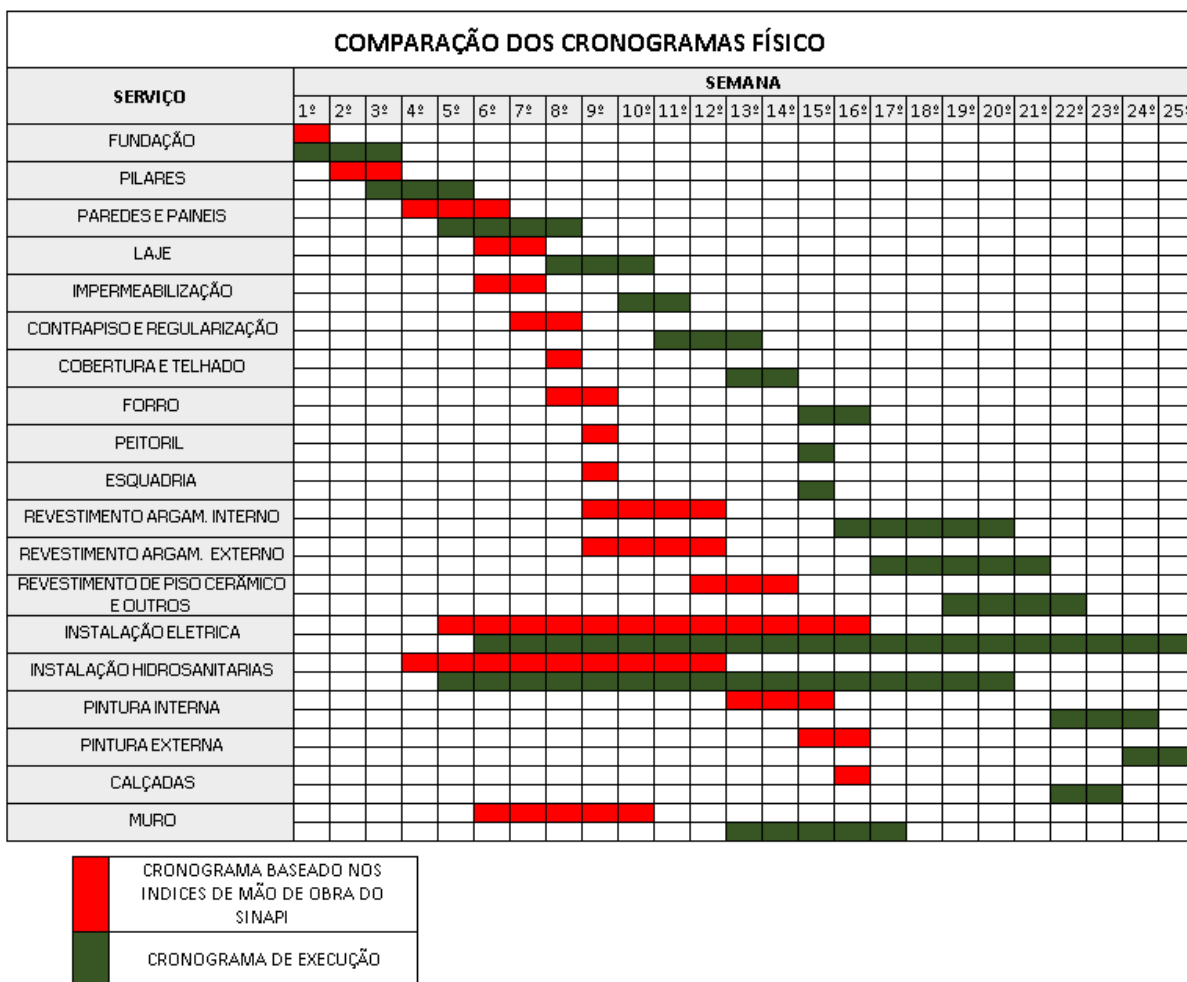 COMPARAÇÃO DOS CRONOGRAMAS FÍSICO
SERVIÇO
SEMANA
1º 2º 3º 4º 5º 6º 7º 8º 9º 10º 11º 12º 13º 14º 15º 16º 17º 18º 19º 20º 21º 22º 23º 24º 25º
FUNDAÇÃO
PILARES
PAREDES E PAINEIS
LAJE
IMPERMEABILIZAÇÃO
CONTRAPISO E REGULARIZAÇÃO
COBERTURA E TELHADO
FORRO
PEITORIL
ESQUADRIA
REVESTIMENTO ARGAM. INTERNO
REVESTIMENTO ARGAM. EXTERNO
REVESTIMENTO DE PISO CERÂMICO
E OUTROS
INSTALAÇÃO ELETRICA
INSTALAÇÃO HIDROSANITARIAS
PINTURA INTERNA
PINTURA EXTERNA
CALÇADAS
MURO
CRONOGRAMA BASEADO NOS
INDICES DE MÃO DE OBRA DO
SINAPI
CRONOGRAMA DE EXECUÇÃO